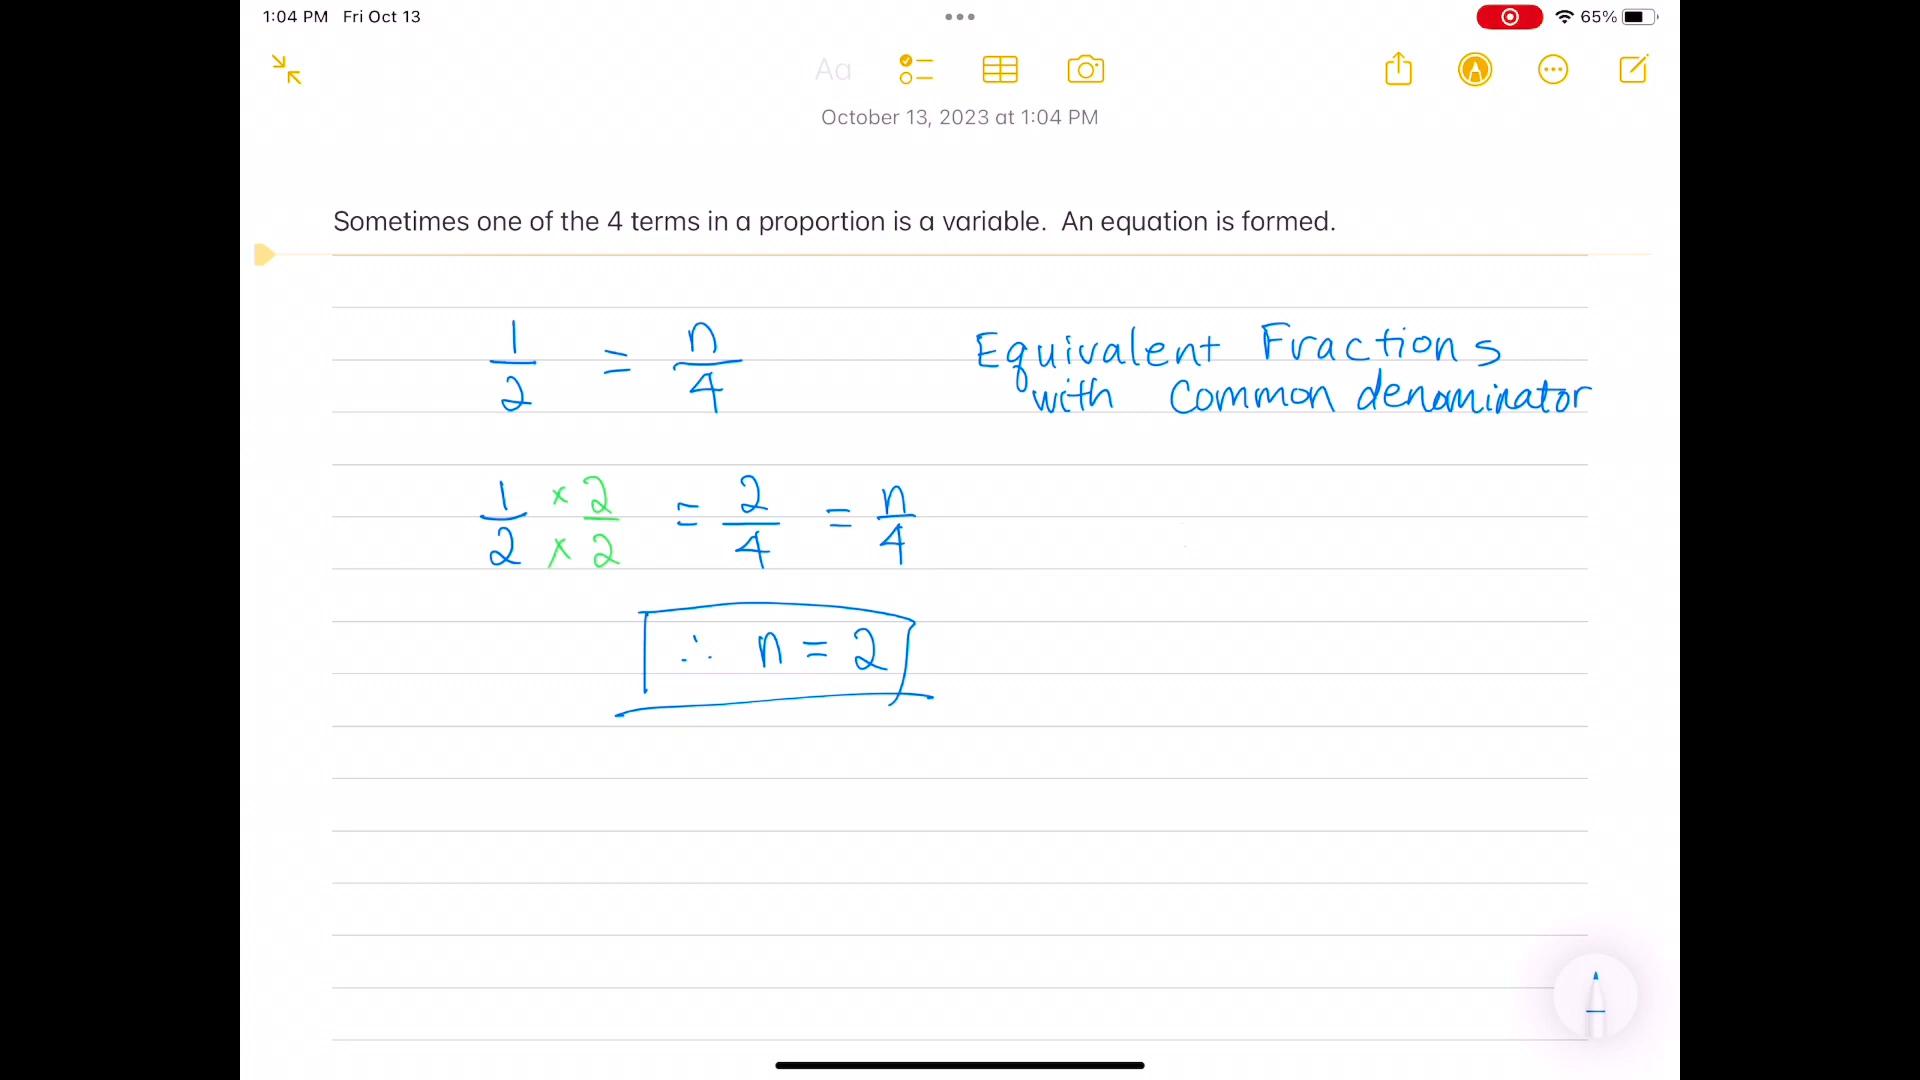 1:04 PM Fri Oct 13
65%
Aa
October 13, 2023 at 1:04 PM
Sometimes one of the 4 terms in a proportion is a variable. An equation is formed.
1/2 = n/4
Equivalent Fractions
with Common denominator
1/2 × 2/× 2 = 2/4 = n/4
∴ n = 2